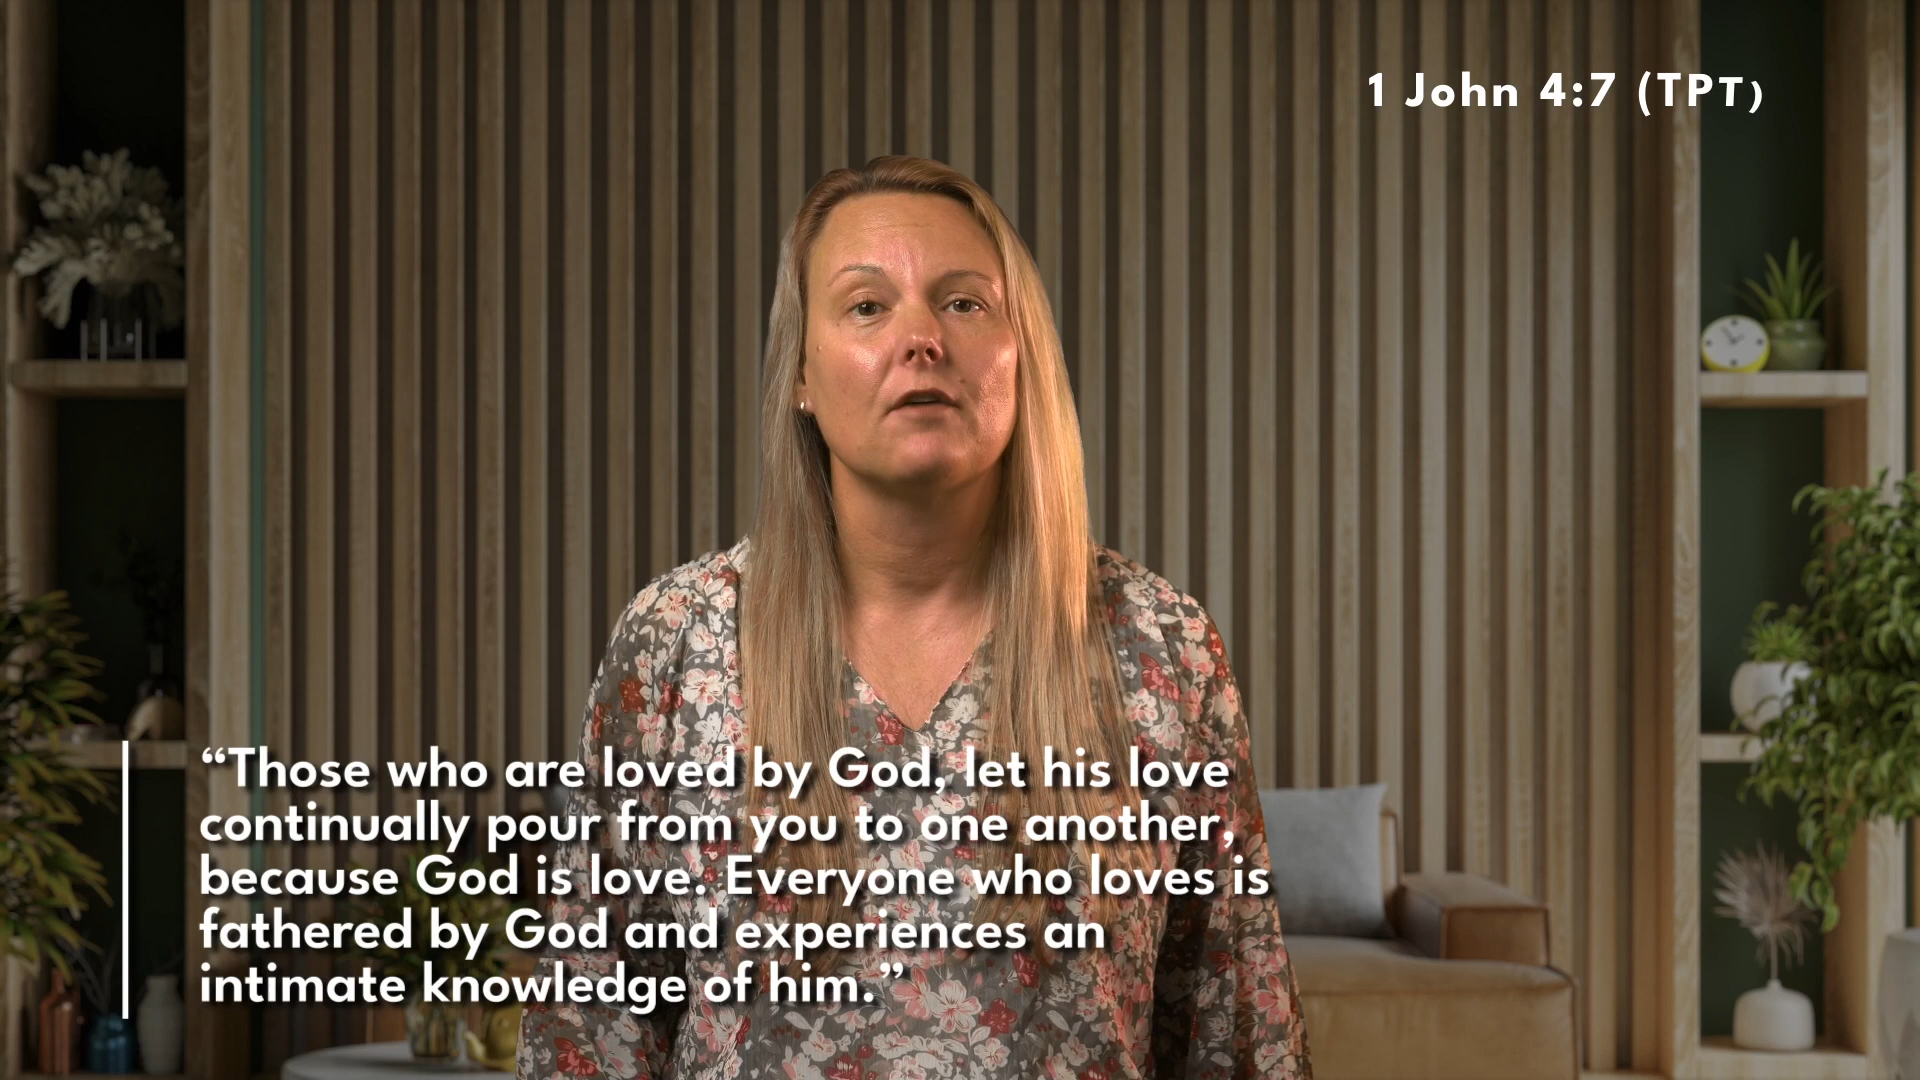 1 John 4:7 (TPT)
“Those who are loved by God, let his love
continually pour from you to one another,
because God is love. Everyone who loves is
fathered by God and experiences an
intimate knowledge of him.”